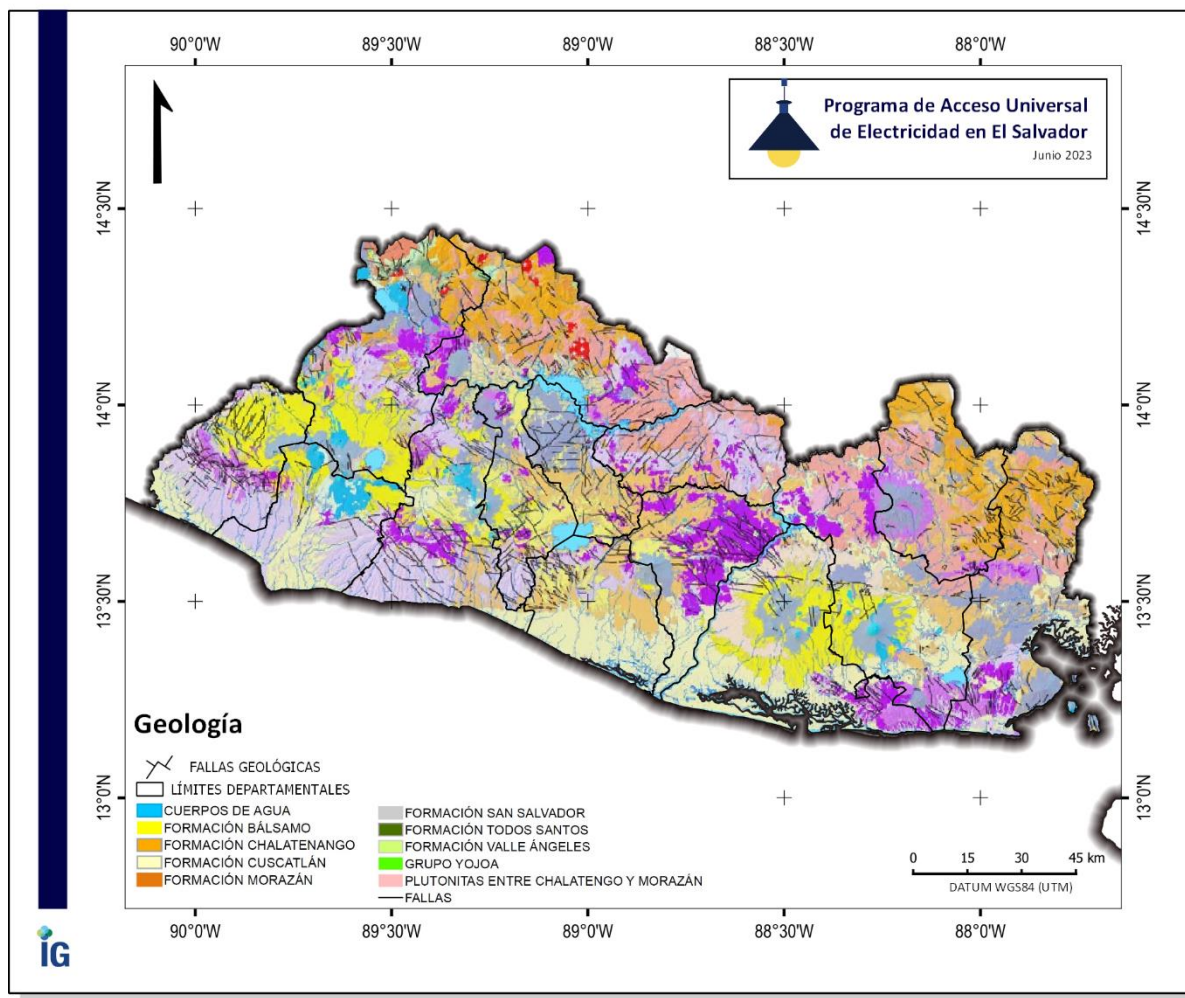 90°0'W
89°30'W
89°0'W
88°30'W
88°0'W
Programa de Acceso Universal
de Electricidad en El Salvador
Junio 2023
14°30'N
14°30'N
14°0'N
14°0'N
13°30'N
13°30'N
13°0'N
13°0'N
Geología
FALLAS GEOLÓGICAS
LÍMITES DEPARTAMENTALES
CUERPOS DE AGUA
FORMACIÓN BÁLSAMO
FORMACIÓN CHALATENANGO
FORMACIÓN CUSCATLÁN
FORMACIÓN MORAZÁN
FORMACIÓN SAN SALVADOR
FORMACIÓN TODOS SANTOS
FORMACIÓN VALLE ÁNGELES
GRUPO YOJOA
PLUTONITAS ENTRE CHALATENGO Y MORAZÁN
FALLAS
0 15 30 45 km
DATUM WGS84 (UTM)
90°0'W
89°30'W
89°0'W
88°30'W
88°0'W
IG